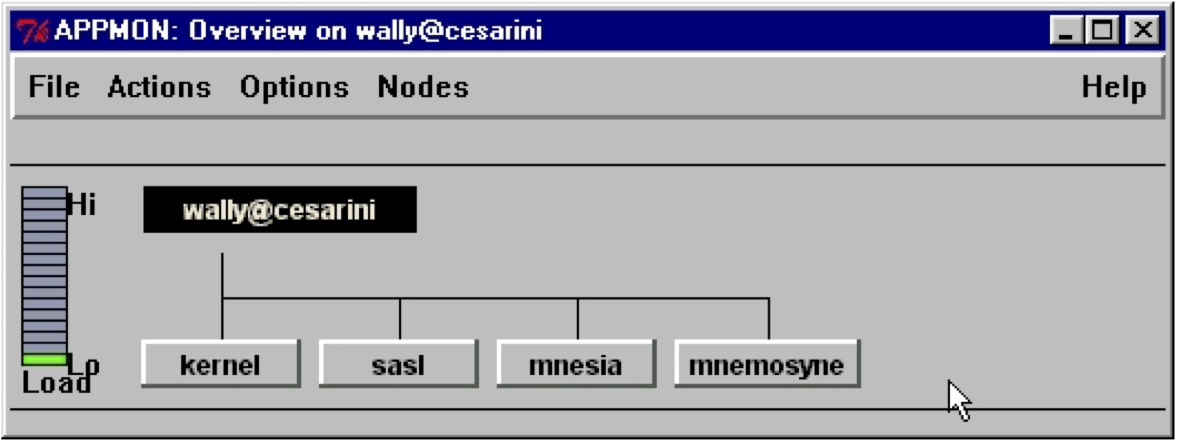 APPMON: Overview on wally@cesarini
File Actions Options Nodes Help
Hi
wally@cesarini
Lo
kernel sasl mnesia mnemosyne
Load